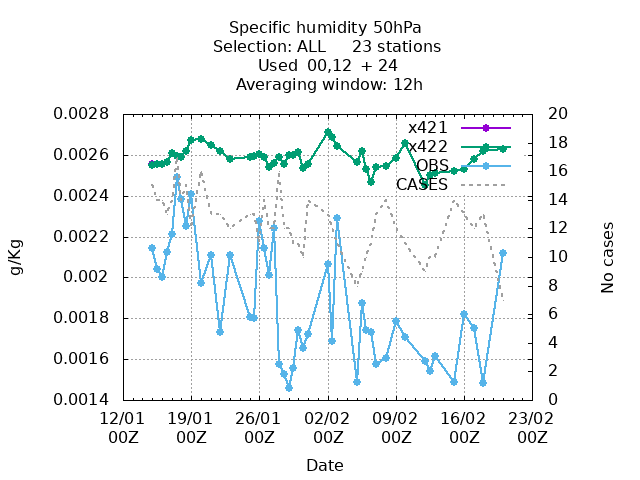 Specific humidity 50hPa
Selection: ALL     23 stations
Used  00,12  + 24
Averaging window: 12h
x421
x422
OBS
CASES
0.0028
0.0026
0.0024
0.0022
0.002
0.0018
0.0016
0.0014
g/Kg
20
18
16
14
12
10
8
6
4
2
0
No cases
12/01 19/01 26/01 02/02 09/02 16/02 23/02
00Z 00Z 00Z 00Z 00Z 00Z 00Z
Date